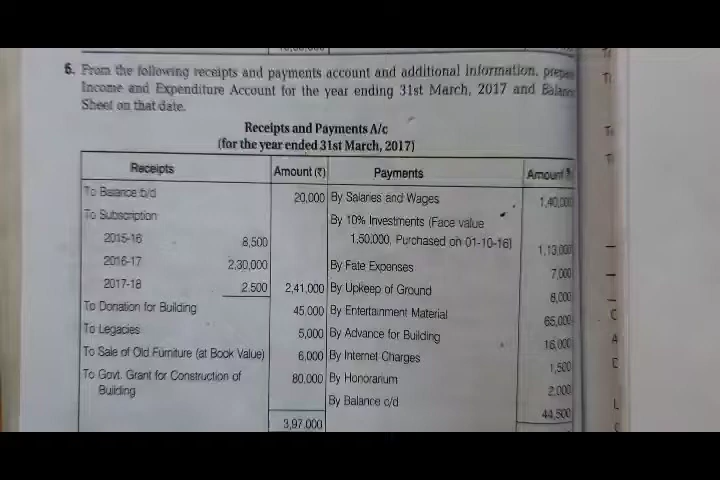 6. From the following receipts and payments account and additional information, prepare
Income and Expenditure Account for the year ending 31st March, 2017 and Balance
Sheet on that date.
Receipts and Payments A/c
(for the year ended 31st March, 2017)
Receipts Amount (₹) Payments Amount ₹
To Balance b/d 20,000 By Salaries and Wages 1,40,000
To Subscription By 10% Investments (Face value
2015-16 8,500 1,50,000, Purchased on 01-10-16) 1,13,000
2016-17 2,30,000 By Fate Expenses 7,000
2017-18 2,500 2,41,000 By Upkeep of Ground 8,000
To Donation for Building 45,000 By Entertainment Material 65,000
To Legacies 5,000 By Advance for Building 16,000
To Sale of Old Furniture (at Book Value) 6,000 By Internet Charges 1,500
To Govt. Grant for Construction of 80,000 By Honorarium 2,000
Building By Balance c/d 44,500
3,97,000